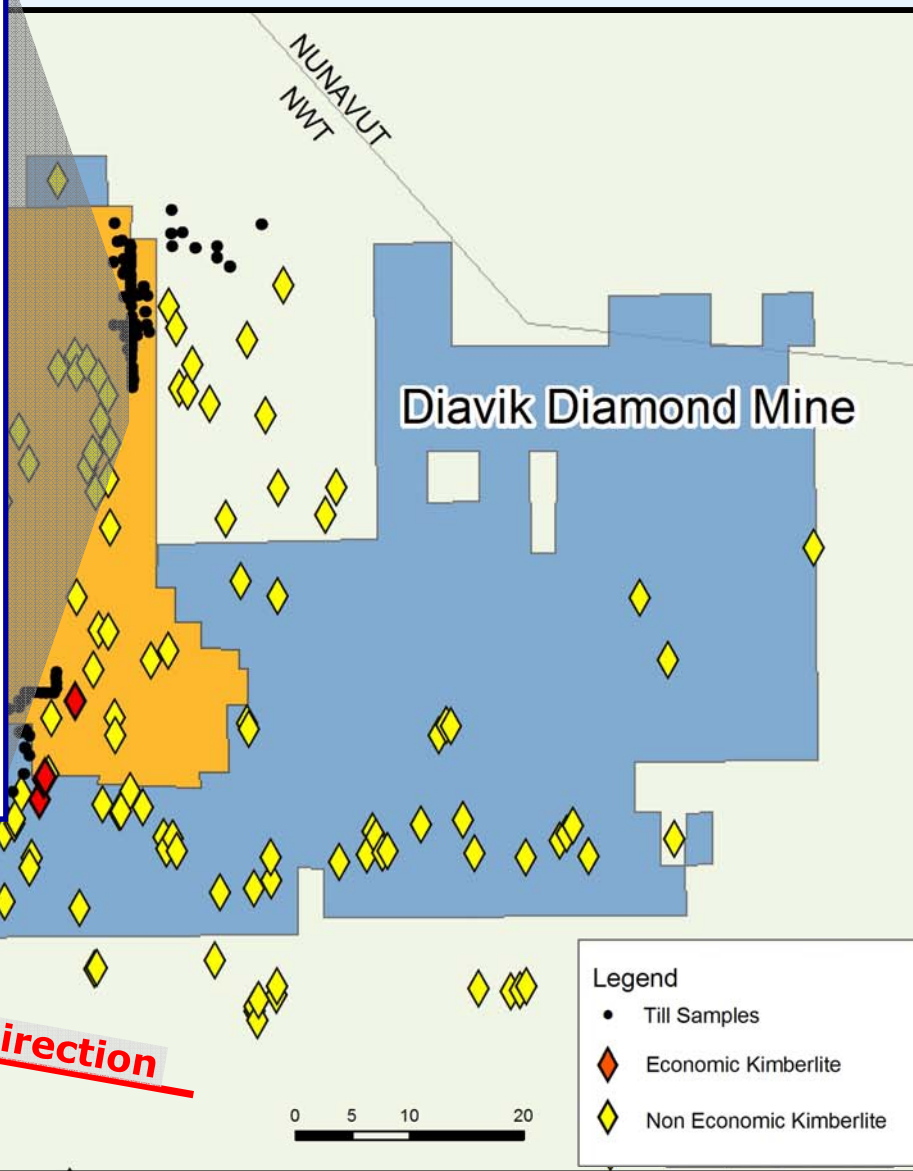 NUNAVUT
NWT
Diavik Diamond Mine
irection
Legend
Till Samples
Economic Kimberlite
Non Economic Kimberlite
0 5 10 20